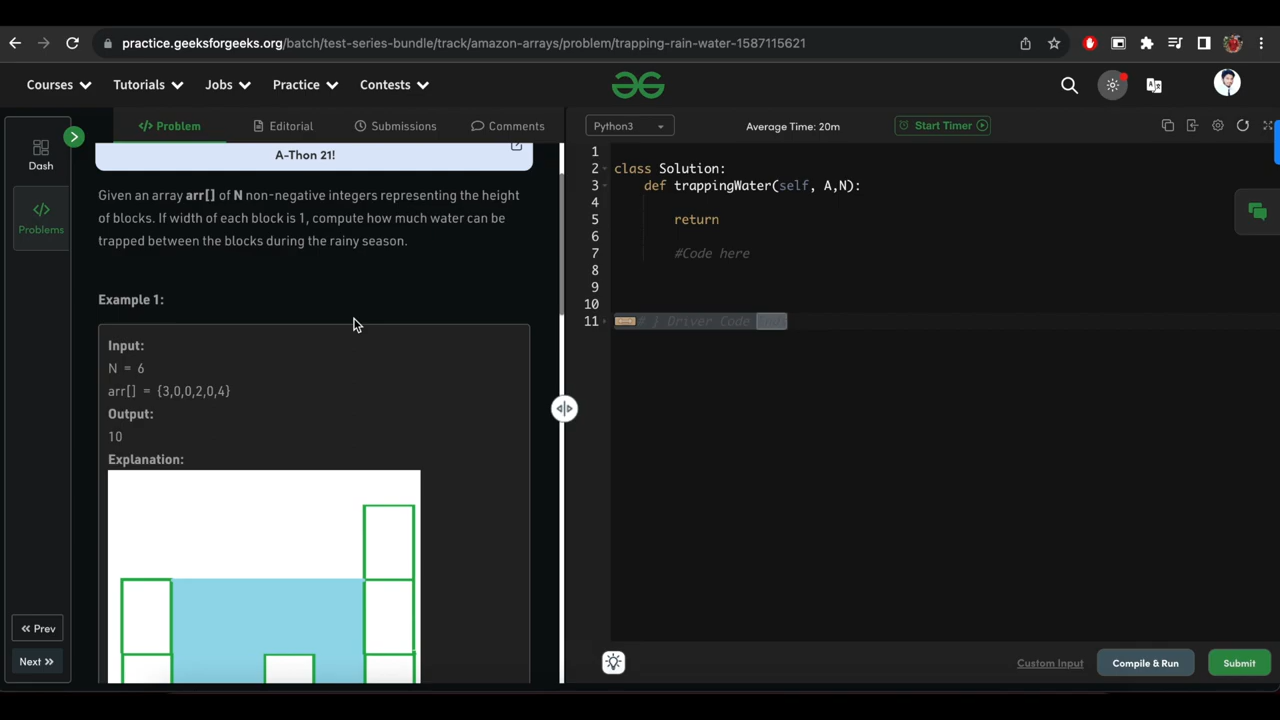 practice.geeksforgeeks.org/batch/test-series-bundle/track/amazon-arrays/problem/trapping-rain-water-1587115621
Courses
Tutorials
Jobs
Practice
Contests
Dash
Problems
Prev
Next
</> Problem
Editorial
Submissions
Comments
A-Thon 21!
Given an array arr[] of N non-negative integers representing the height
of blocks. If width of each block is 1, compute how much water can be
trapped between the blocks during the rainy season.
Example 1:
Input:
N = 6
arr[] = {3,0,0,2,0,4}
Output:
10
Explanation:
Python3
Average Time: 20m
Start Timer
1
2 class Solution:
3 def trappingWater(self, A,N):
4
5 return
6
7 #Code here
8
9
10
11 # } Driver Code
Custom Input
Compile & Run
Submit